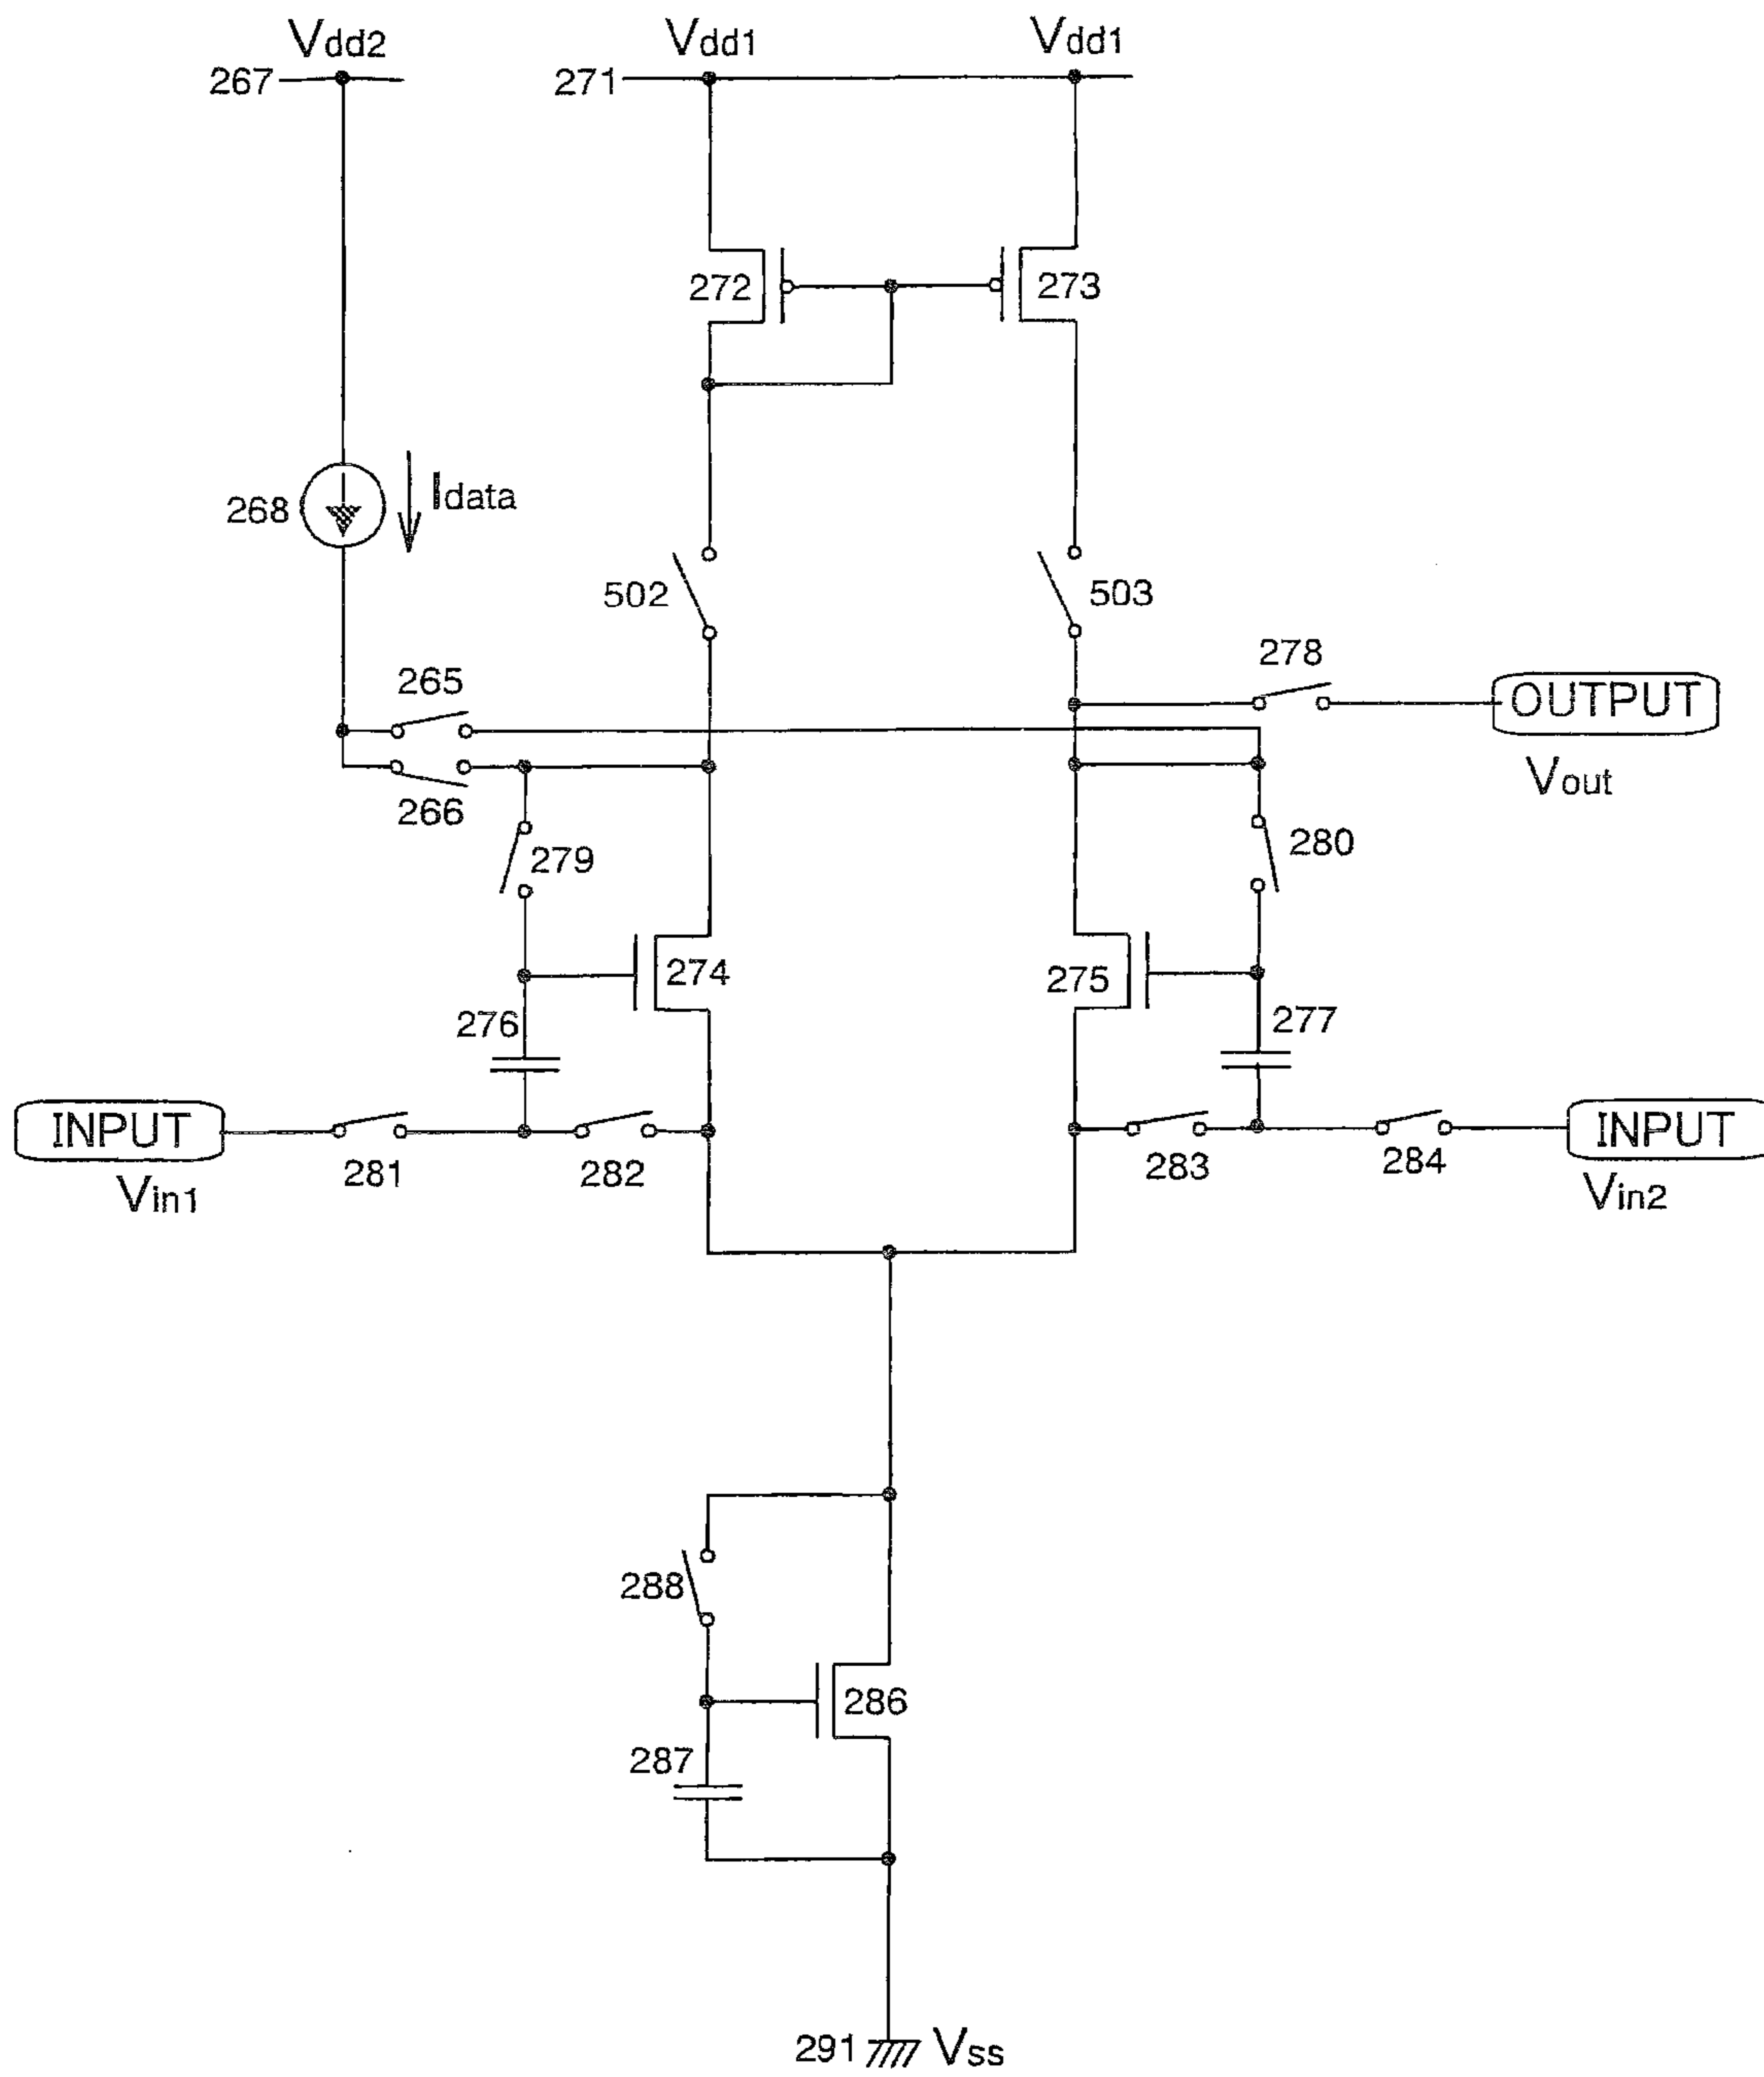 Vdd2
Vdd1
Vdd1
267
271
272
273
268
Idata
502
503
278
265
OUTPUT
Vout
266
279
280
274
275
276
277
INPUT
281
282
283
284
INPUT
Vin1
Vin2
288
286
287
291
Vss